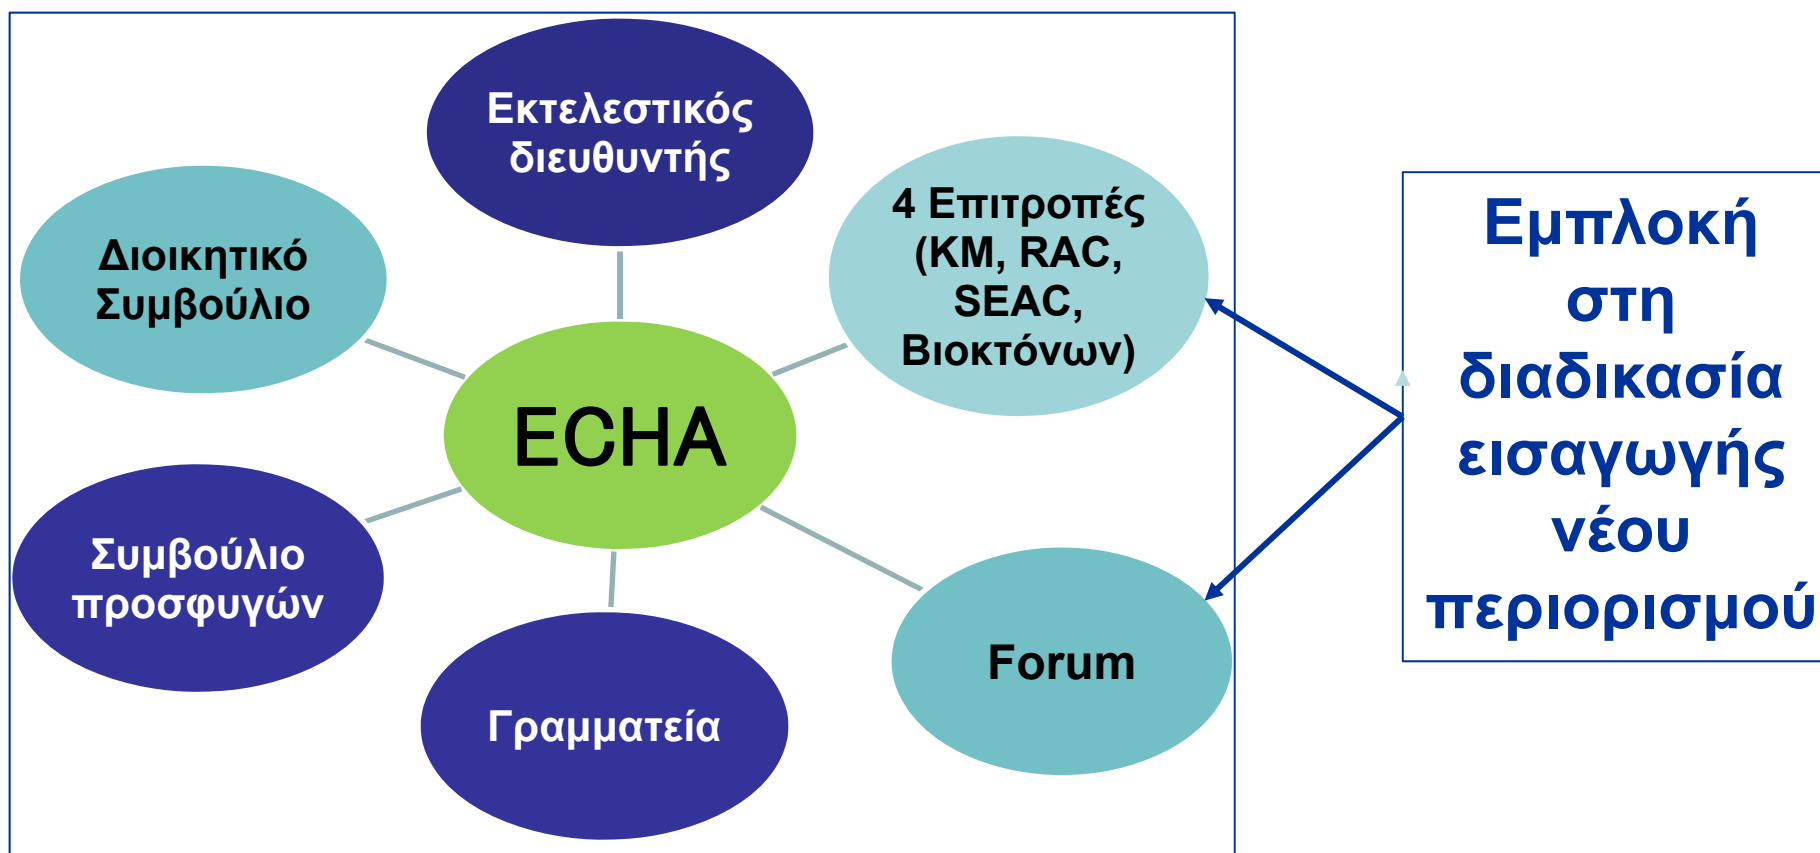 Εκτελεστικός
διευθυντής
Διοικητικό
Συμβούλιο
4 Επιτροπές
(ΚΜ, RAC,
SEAC,
Βιοκτόνων)
ECHA
Συμβούλιο
προσφυγών
Γραμματεία
Forum
Εμπλοκή
στη
διαδικασία
εισαγωγής
νέου
περιορισμού